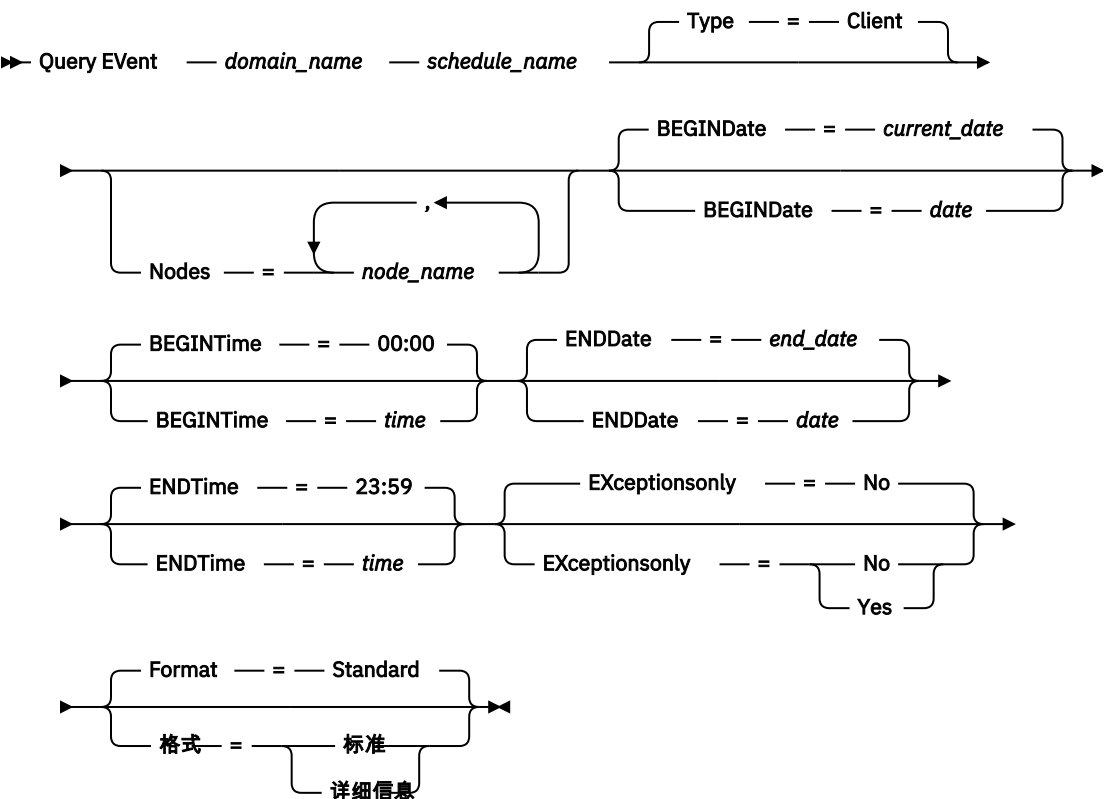 Type = Client
Query EVent domain_name schedule_name
BEGINDate = current_date
BEGINDate = date
,
Nodes = node_name
BEGINTime = 00:00
BEGINTime = time
ENDDate = end_date
ENDDate = date
ENDTime = 23:59
ENDTime = time
EXceptionsonly = No
EXceptionsonly = No
Yes
Format = Standard
格式 = 标准
详细信息